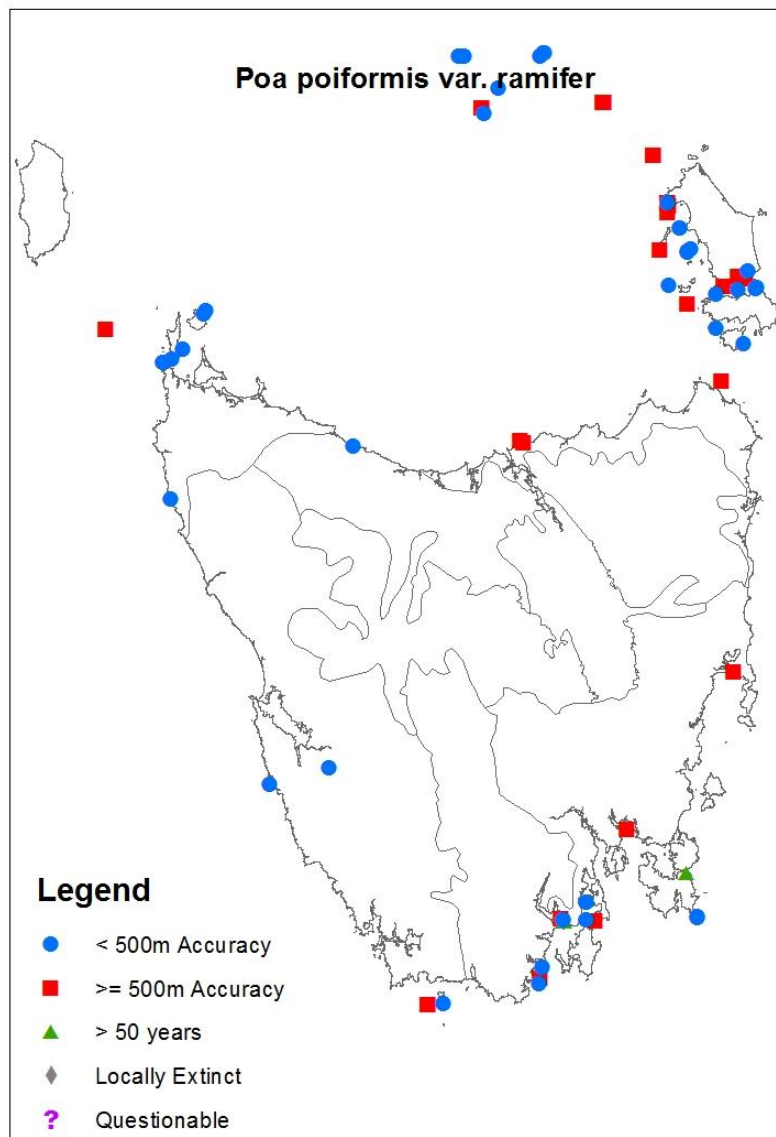 Poa poiformis var. ramifer
Legend
< 500m Accuracy
>= 500m Accuracy
> 50 years
Locally Extinct
? Questionable